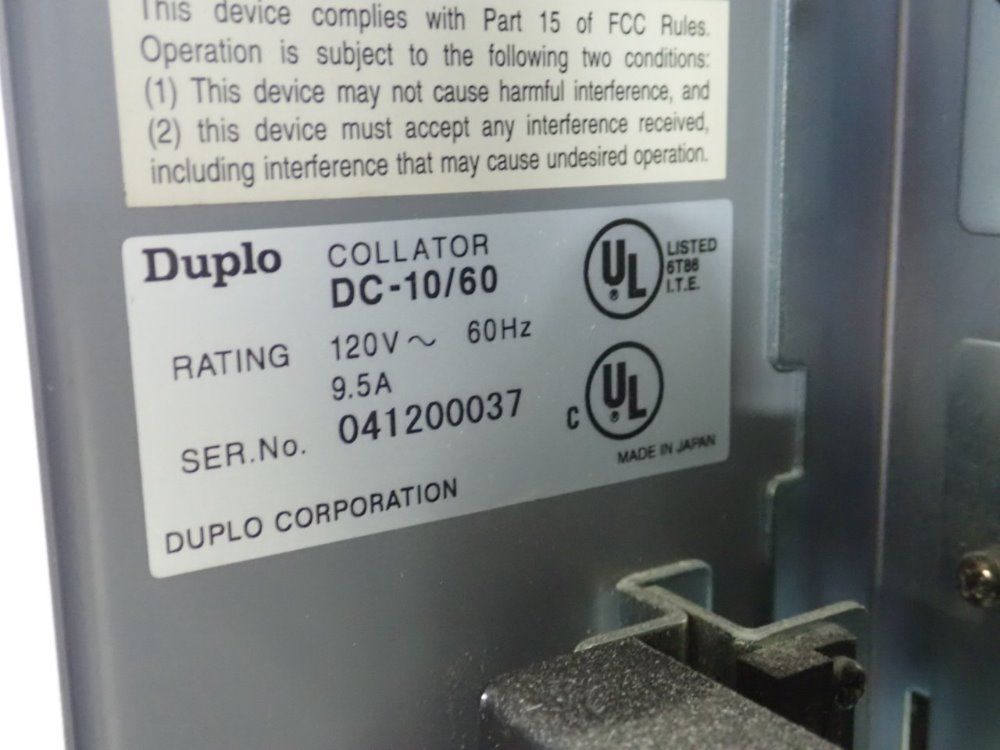 This device complies with Part 15 of FCC Rules.
Operation is subject to the following two conditions:
(1) This device may not cause harmful interference, and
(2) this device must accept any interference received,
including interference that may cause undesired operation.
Duplo COLLATOR
DC-10/60
RATING 120V～ 60Hz
9.5A
SER.No. 041200037
DUPLO CORPORATION
UL® LISTED
6T86
I.T.E.
C UL®
MADE IN JAPAN